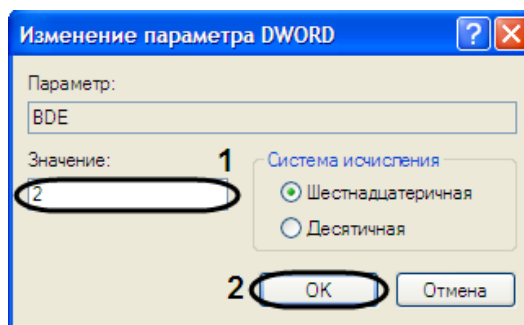 Изменение параметра DWORD
Параметр:
BDE
Значение: 1 Система исчисления
2 Шестнадцатеричная
Десятичная
2 OK Отмена